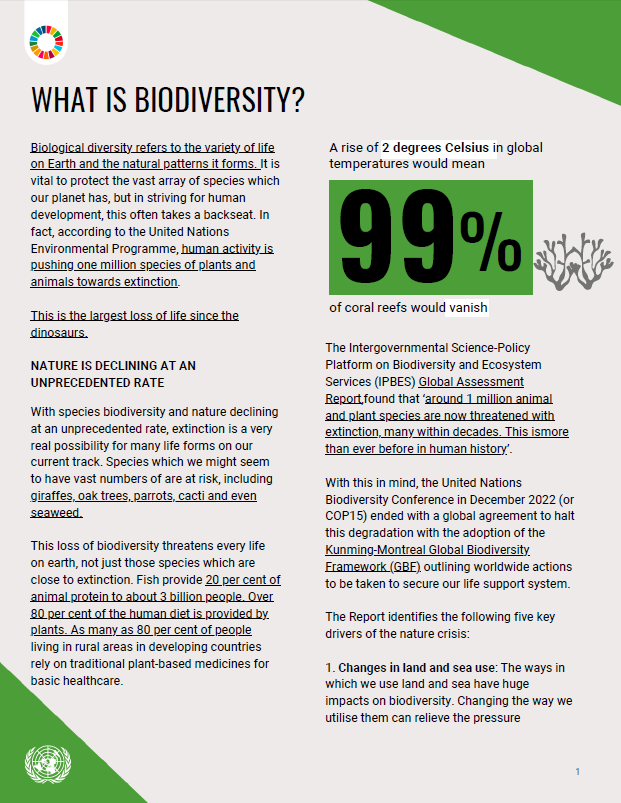 WHAT IS BIODIVERSITY?
Biological diversity refers to the variety of life
on Earth and the natural patterns it forms. It is
vital to protect the vast array of species which
our planet has, but in striving for human
development, this often takes a backseat. In
fact, according to the United Nations
Environmental Programme, human activity is
pushing one million species of plants and
animals towards extinction.
This is the largest loss of life since the
dinosaurs.
NATURE IS DECLINING AT AN
UNPRECEDENTED RATE
With species biodiversity and nature declining
at an unprecedented rate, extinction is a very
real possibility for many life forms on our
current track. Species which we might seem
to have vast numbers of are at risk, including
giraffes, oak trees, parrots, cacti and even
seaweed.
This loss of biodiversity threatens every life
on earth, not just those species which are
close to extinction. Fish provide 20 per cent of
animal protein to about 3 billion people. Over
80 per cent of the human diet is provided by
plants. As many as 80 per cent of people
living in rural areas in developing countries
rely on traditional plant-based medicines for
basic healthcare.
A rise of 2 degrees Celsius in global
temperatures would mean
99%
of coral reefs would vanish
The Intergovernmental Science-Policy
Platform on Biodiversity and Ecosystem
Services (IPBES) Global Assessment
Report,found that ‘around 1 million animal
and plant species are now threatened with
extinction, many within decades. This ismore
than ever before in human history’.
With this in mind, the United Nations
Biodiversity Conference in December 2022 (or
COP15) ended with a global agreement to halt
this degradation with the adoption of the
Kunming-Montreal Global Biodiversity
Framework (GBF) outlining worldwide actions
to be taken to secure our life support system.
The Report identifies the following five key
drivers of the nature crisis:
1. Changes in land and sea use: The ways in
which we use land and sea have huge
impacts on biodiversity. Changing the way we
utilise them can relieve the pressure
1